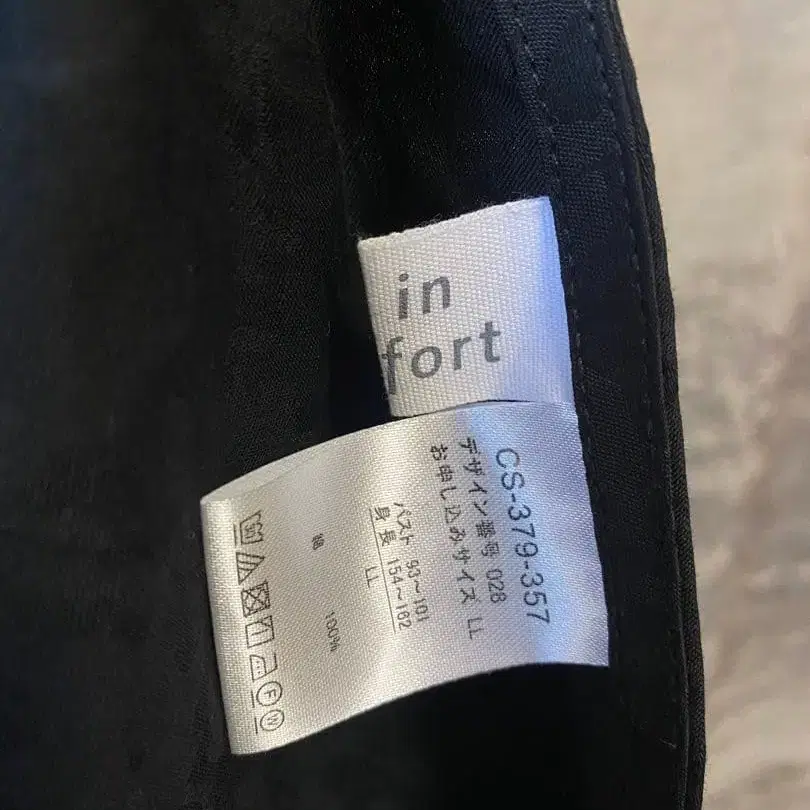 in
fort
CS-379-357
デザイン番号 028
お申し込みサイズ LL
バスト 93～101
身長 154～162
LL
綿 100%
F
W